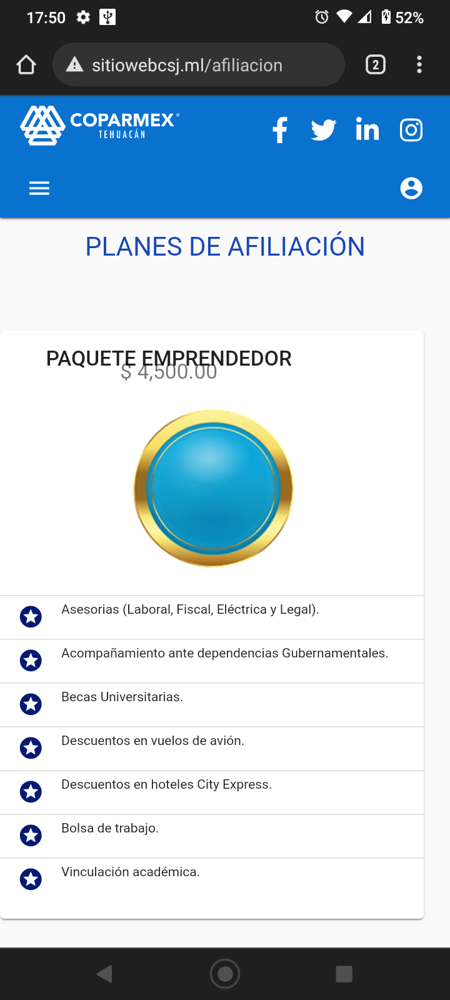 17:50
52%
sitiowebcsj.ml/afiliacion
2
COPARMEX®
TEHUACÁN
PLANES DE AFILIACIÓN
PAQUETE EMPRENDEDOR
$ 4,500.00
Asesorias (Laboral, Fiscal, Eléctrica y Legal).
Acompañamiento ante dependencias Gubernamentales.
Becas Universitarias.
Descuentos en vuelos de avión.
Descuentos en hoteles City Express.
Bolsa de trabajo.
Vinculación académica.